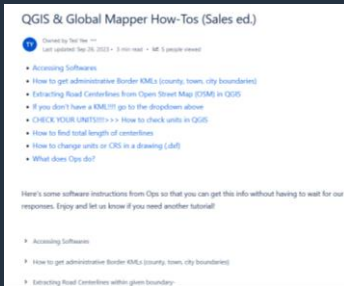 QGIS & Global Mapper How-Tos (Sales ed.)
TY
Owned by Ted Yee
Last updated: Sep 28, 2023 • 3 min read • 5 people viewed
• Accessing Softwares
• How to get administrative Border KMLs (county, town, city boundaries)
• Extracting Road Centerlines from Open Street Map (OSM) in QGIS
• If you don't have a KML!!!! go to the dropdown above
• CHECK YOUR UNITS!!!!>>> How to check units in QGIS
• How to find total length of centerlines
• How to change units or CRS in a drawing (.dxf)
• What does Ops do?
Here's some software instructions from Ops so that you can get this info without having to wait for our
responses. Enjoy and let us know if you need another tutorial!
> Accessing Softwares
> How to get administrative Border KMLs (county, town, city boundaries)
> Extracting Road Centerlines within given boundary